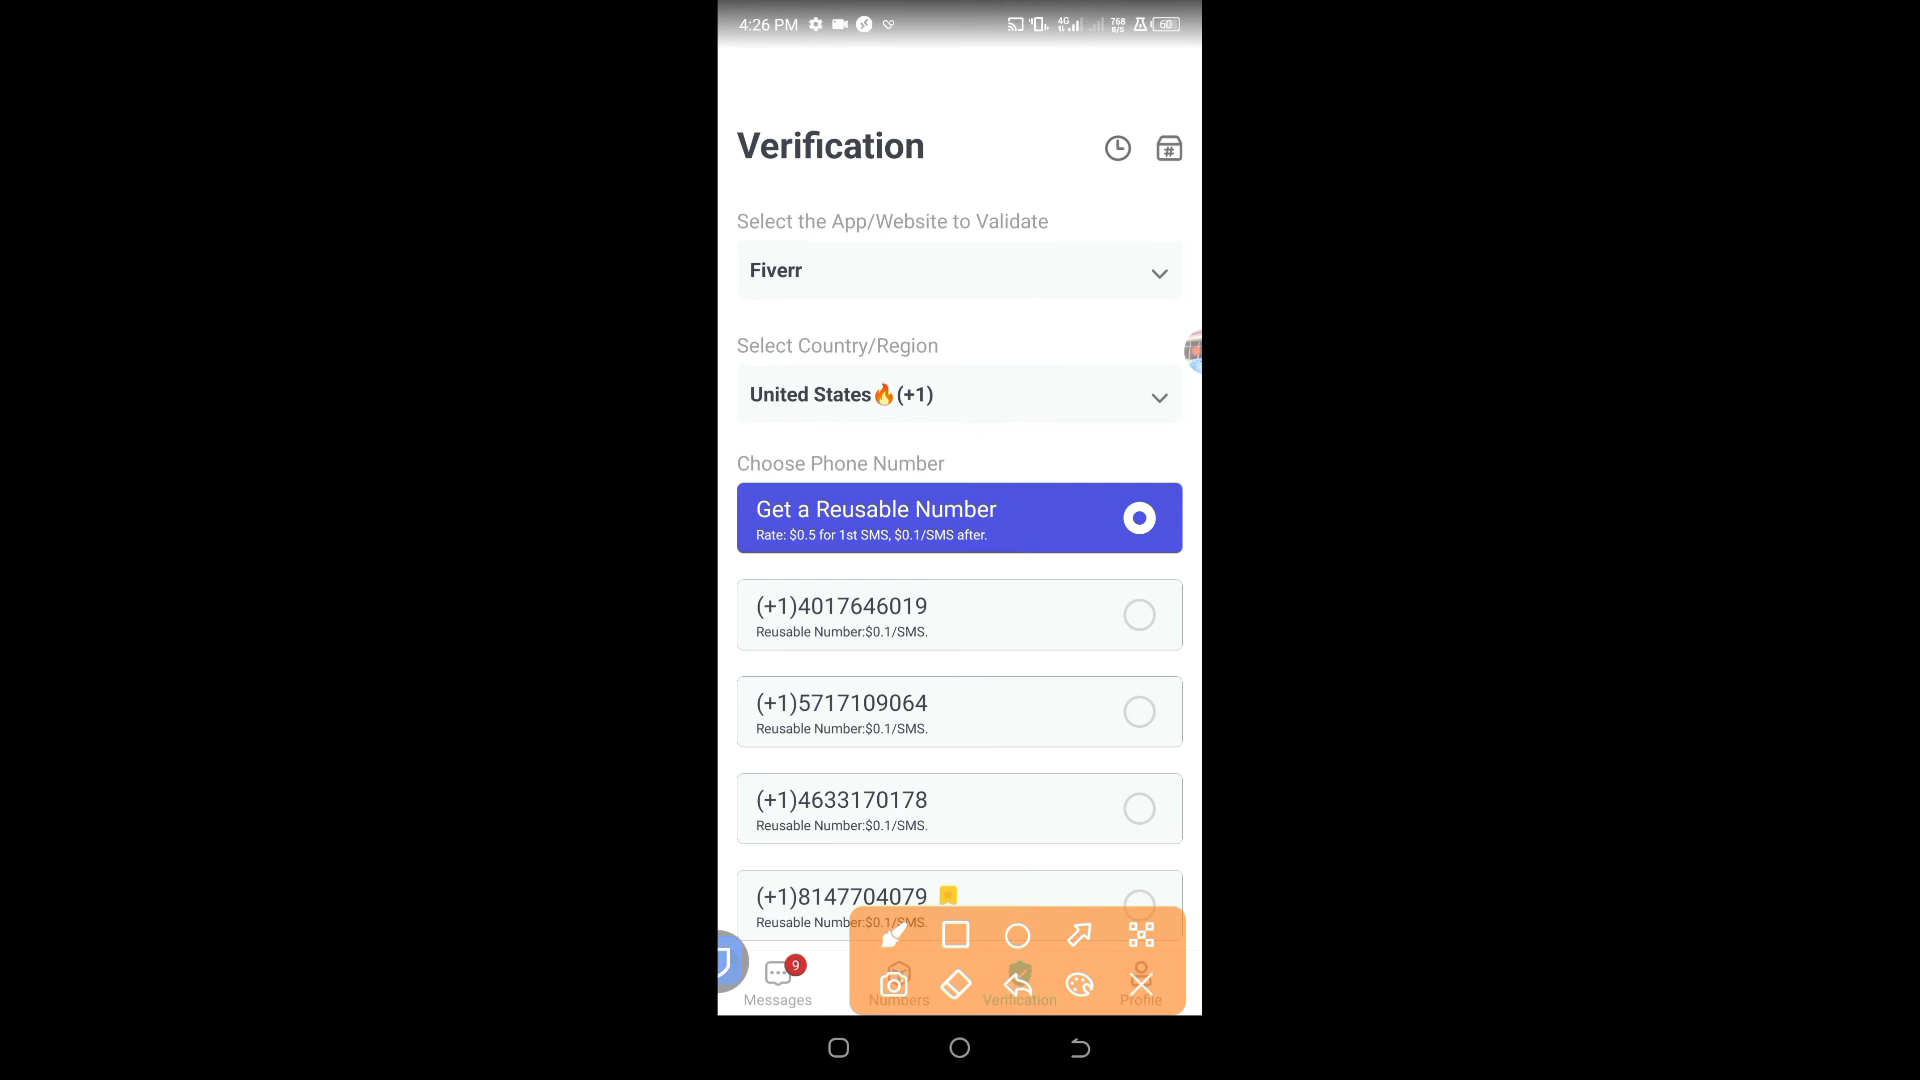 4:26 PM
4G
768
B/S
60
Verification
Select the App/Website to Validate
Fiverr
Select Country/Region
United States🔥(+1)
Choose Phone Number
Get a Reusable Number
Rate: $0.5 for 1st SMS, $0.1/SMS after.
(+1)4017646019
Reusable Number:$0.1/SMS.
(+1)5717109064
Reusable Number:$0.1/SMS.
(+1)4633170178
Reusable Number:$0.1/SMS.
(+1)8147704079
Reusable Number:$0.1/SMS.
9
Messages
Numbers
Verification
Profile